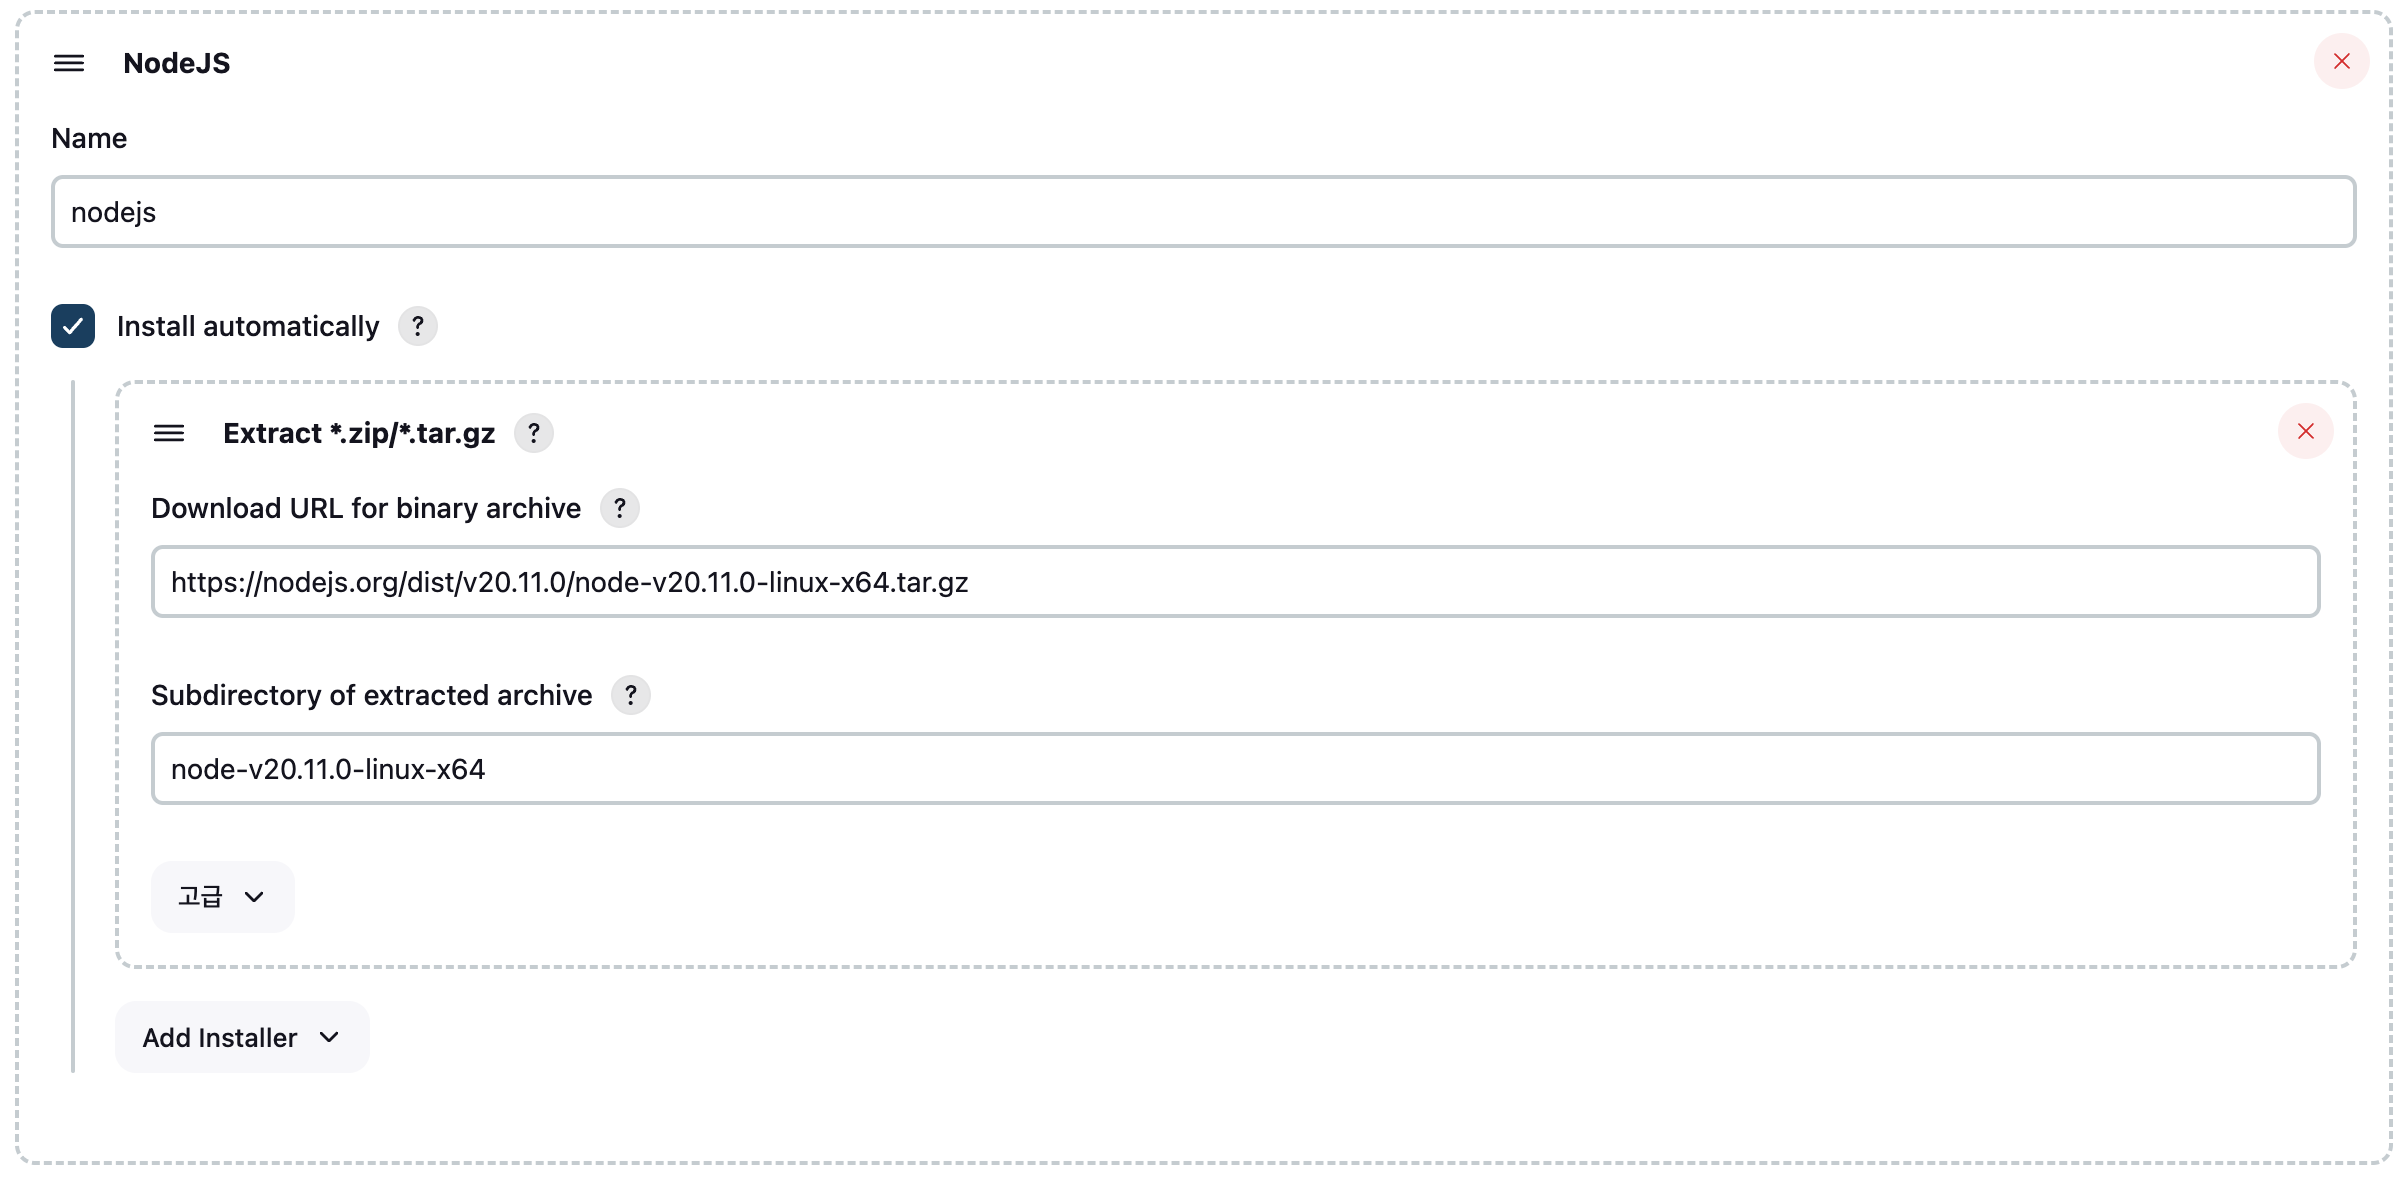 NodeJS
Name
nodejs
Install automatically ?
Extract *.zip/*.tar.gz ?
Download URL for binary archive ?
https://nodejs.org/dist/v20.11.0/node-v20.11.0-linux-x64.tar.gz
Subdirectory of extracted archive ?
node-v20.11.0-linux-x64
고급
Add Installer